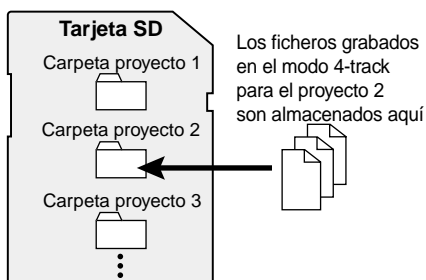 Tarjeta SD
Carpeta proyecto 1
Carpeta proyecto 2
Carpeta proyecto 3
Los ficheros grabados
en el modo 4-track
para el proyecto 2
son almacenados aquí